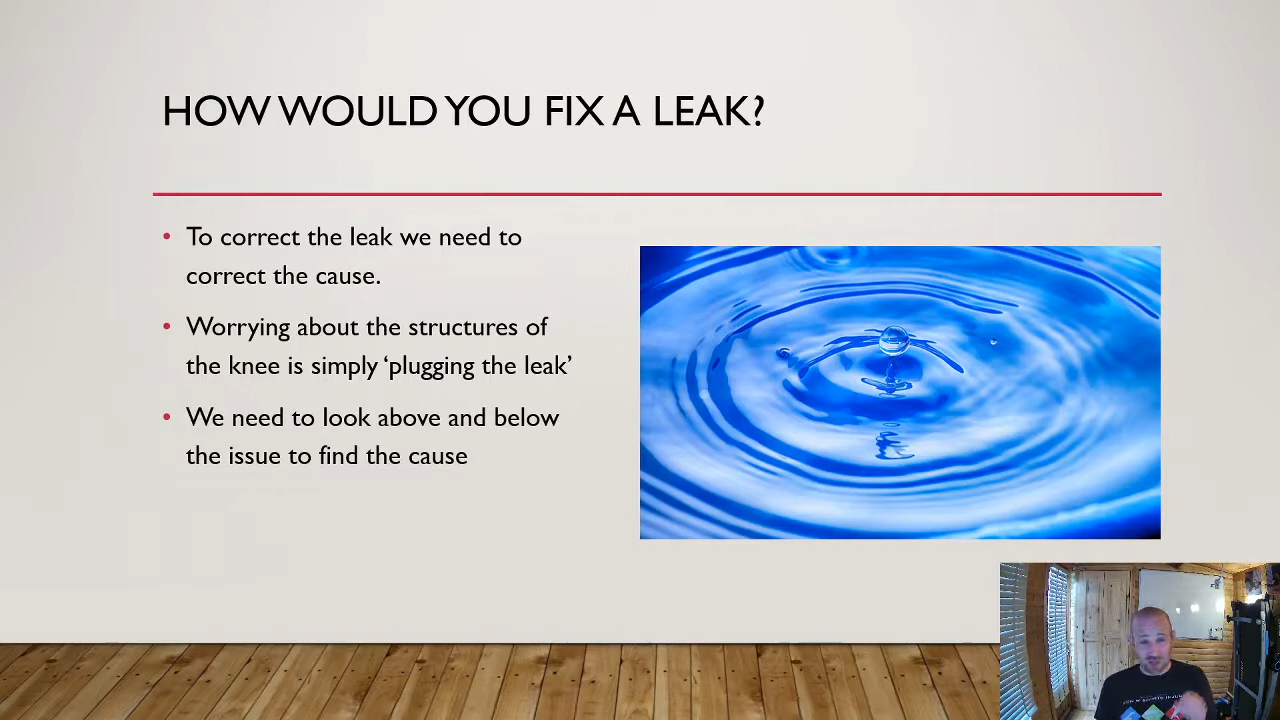 HOW WOULD YOU FIX A LEAK?
• To correct the leak we need to
correct the cause.
• Worrying about the structures of
the knee is simply ‘plugging the leak’
• We need to look above and below
the issue to find the cause